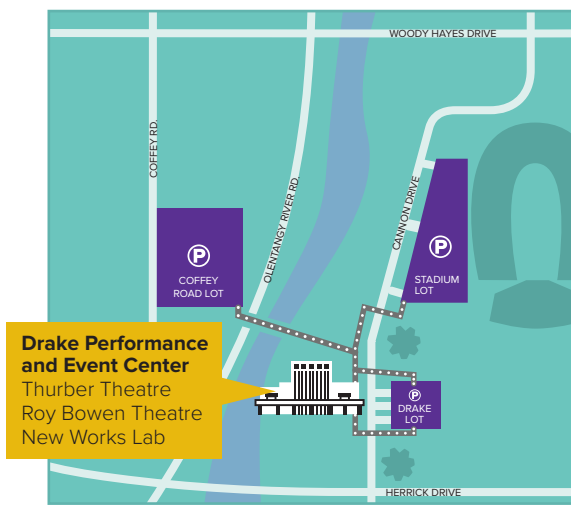 WOODY HAYES DRIVE
COFFEY RD.
OLENTANGY RIVER RD.
CANNON DRIVE
P
COFFEY
ROAD LOT
P
STADIUM
LOT
Drake Performance
and Event Center
Thurber Theatre
Roy Bowen Theatre
New Works Lab
P
DRAKE
LOT
HERRICK DRIVE